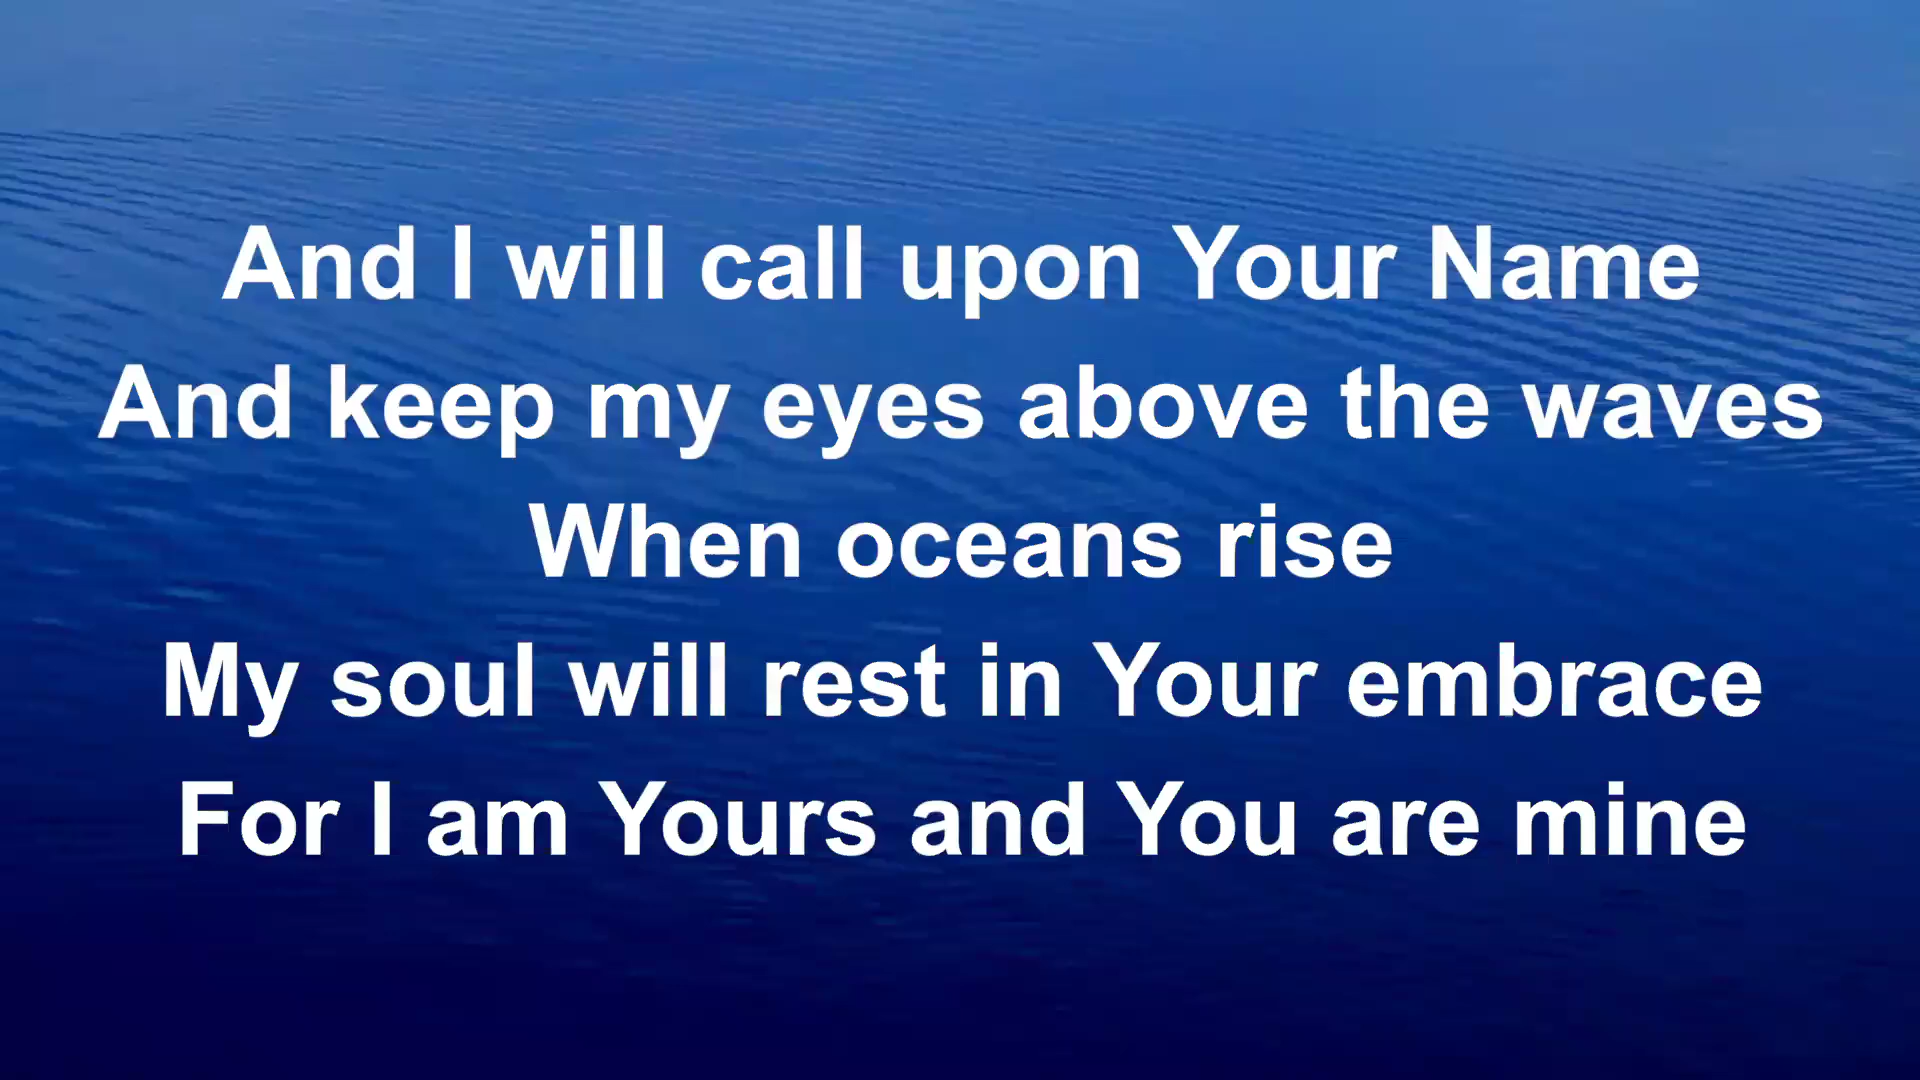 And I will call upon Your Name
And keep my eyes above the waves
When oceans rise
My soul will rest in Your embrace
For I am Yours and You are mine